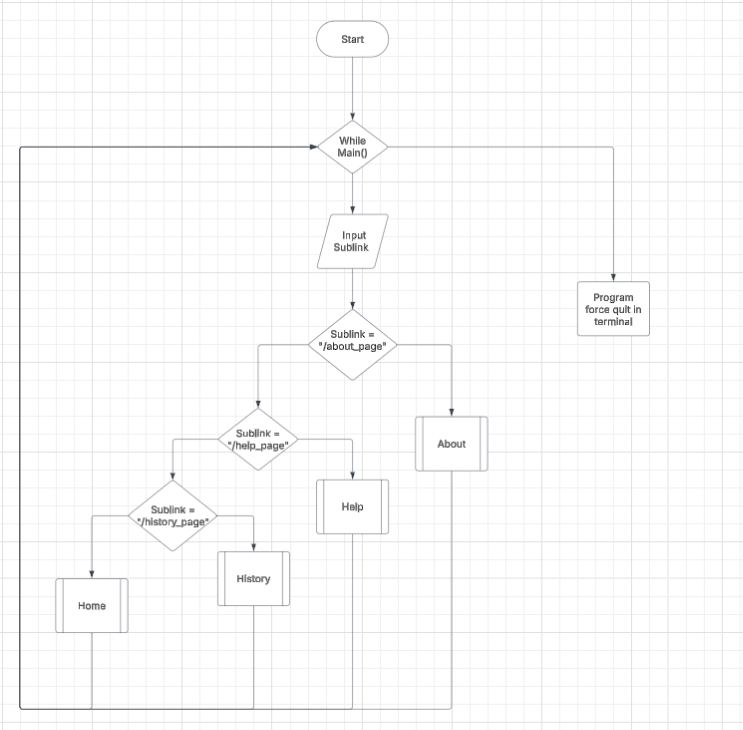 Start
While
Main()
Input
Sublink
Program
force quit in
terminal
Sublink =
"/about_page"
About
Sublink =
"/help_page"
Help
Sublink =
"/history_page"
History
Home